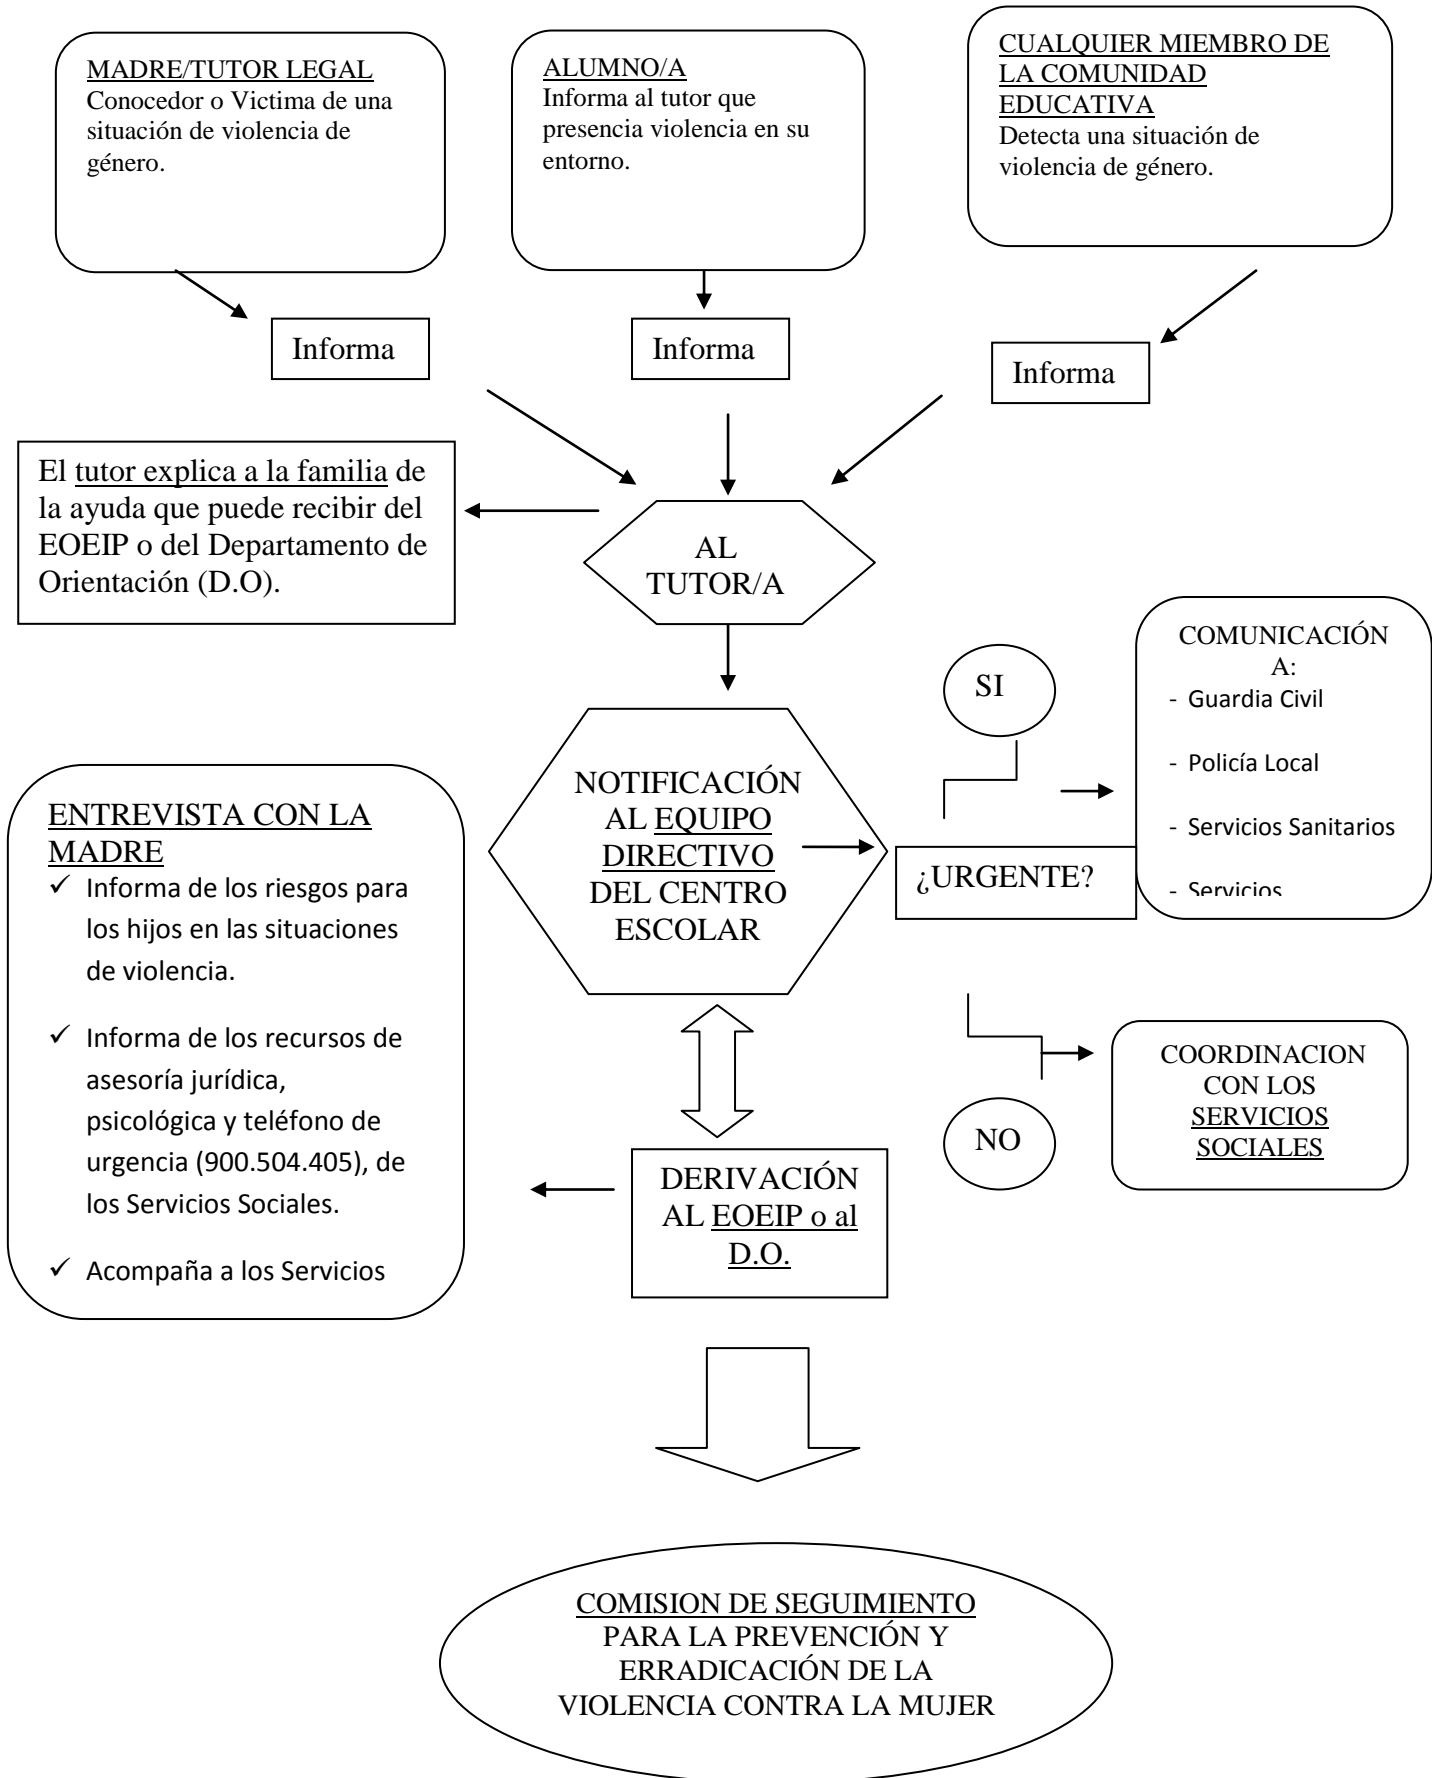 MADRE/TUTOR LEGAL
Conocedor o Victima de una
situación de violencia de
género.
ALUMNO/A
Informa al tutor que
presencia violencia en su
entorno.
CUALQUIER MIEMBRO DE
LA COMUNIDAD
EDUCATIVA
Detecta una situación de
violencia de género.
Informa
Informa
Informa
El tutor explica a la familia de
la ayuda que puede recibir del
EOEIP o del Departamento de
Orientación (D.O).
AL
TUTOR/A
SI
COMUNICACIÓN
A:
- Guardia Civil
- Policía Local
- Servicios Sanitarios
- Servicios
NOTIFICACIÓN
AL EQUIPO
DIRECTIVO
DEL CENTRO
ESCOLAR
¿URGENTE?
ENTREVISTA CON LA
MADRE
✓ Informa de los riesgos para
los hijos en las situaciones
de violencia.
✓ Informa de los recursos de
asesoría jurídica,
psicológica y teléfono de
urgencia (900.504.405), de
los Servicios Sociales.
✓ Acompaña a los Servicios
COORDINACION
CON LOS
SERVICIOS
SOCIALES
NO
DERIVACIÓN
AL EOEIP o al
D.O.
COMISION DE SEGUIMIENTO
PARA LA PREVENCIÓN Y
ERRADICACIÓN DE LA
VIOLENCIA CONTRA LA MUJER